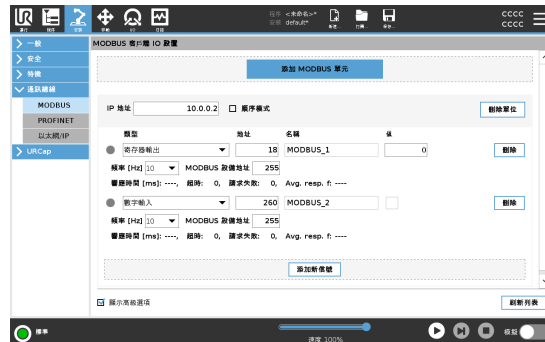 UR
程序 <未命名>*
default*
CCCC
CCCC
一般
MODBUS 客戶端 IO 設置
安全
特徵
通訊總線
MODBUS
PROFINET
以太網/IP
URCap
添加 MODBUS 單元
IP 地址 10.0.0.2 順序模式 刪除單位
類型 地址 名稱 值
寄存器輸出 18 MODBUS_1 0 刪除
頻率 [Hz] 10 MODBUS 設備地址 255
響應時間 [ms]: ----, 超時: 0, 請求失敗: 0, Avg. resp. f: ----
數字輸入 260 MODBUS_2 刪除
頻率 [Hz] 10 MODBUS 設備地址 255
響應時間 [ms]: ----, 超時: 0, 請求失敗: 0, Avg. resp. f: ----
添加新信號
顯示高級選項 刷新列表
標準 速度 100% 模擬